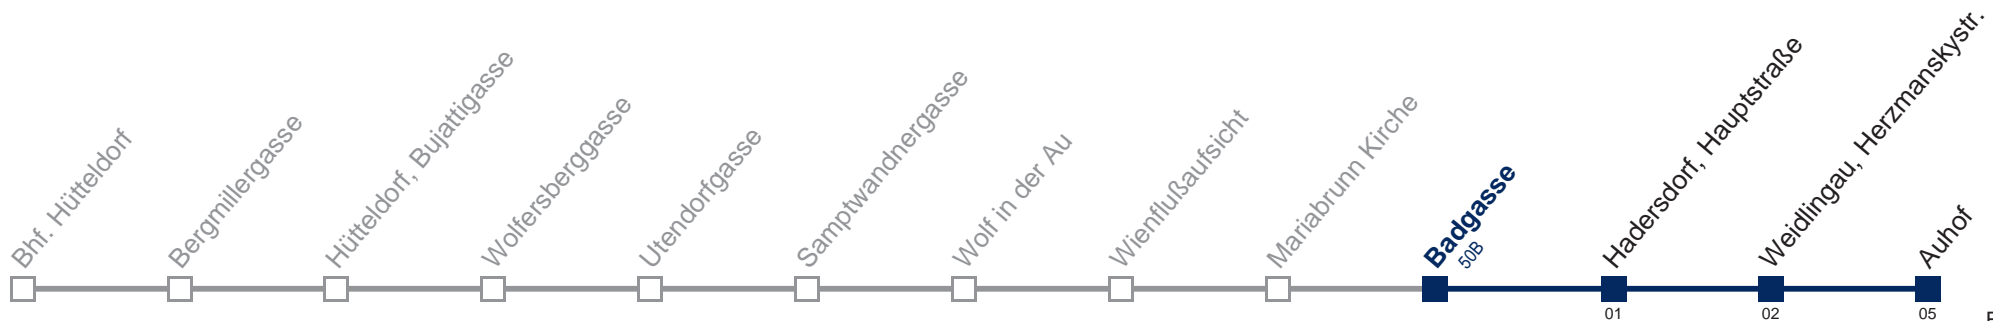 Bhf. Hütteldorf
Bergmillergasse
Hütteldorf, Bujattigasse
Wolfersberggasse
Utendorfgasse
Samptwandnergasse
Wolf in der Au
Wienflußaufsicht
Mariabrunn Kirche
Badgasse
50B
Hadersdorf, Hauptstraße
Weidlingau, Herzmanskystr.
Auhof
01
02
05